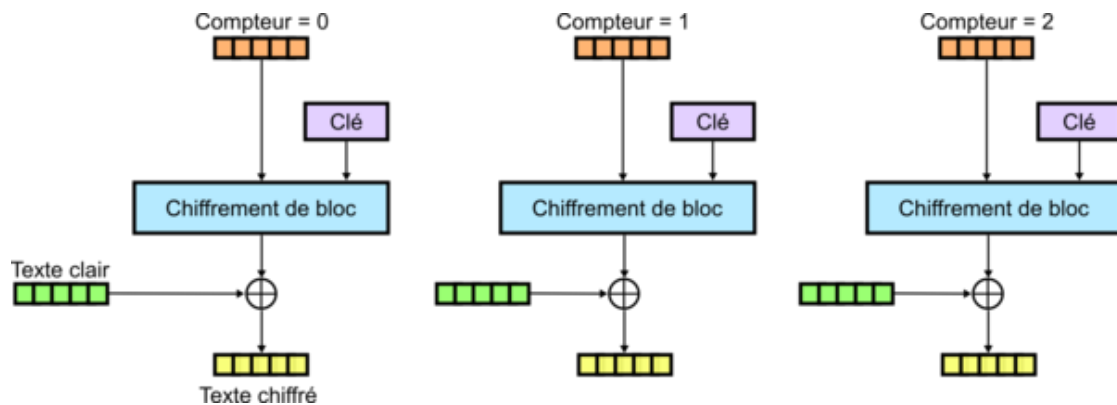 Compteur = 0
Compteur = 1
Compteur = 2
Clé
Clé
Clé
Chiffrement de bloc
Chiffrement de bloc
Chiffrement de bloc
Texte clair
Texte chiffré